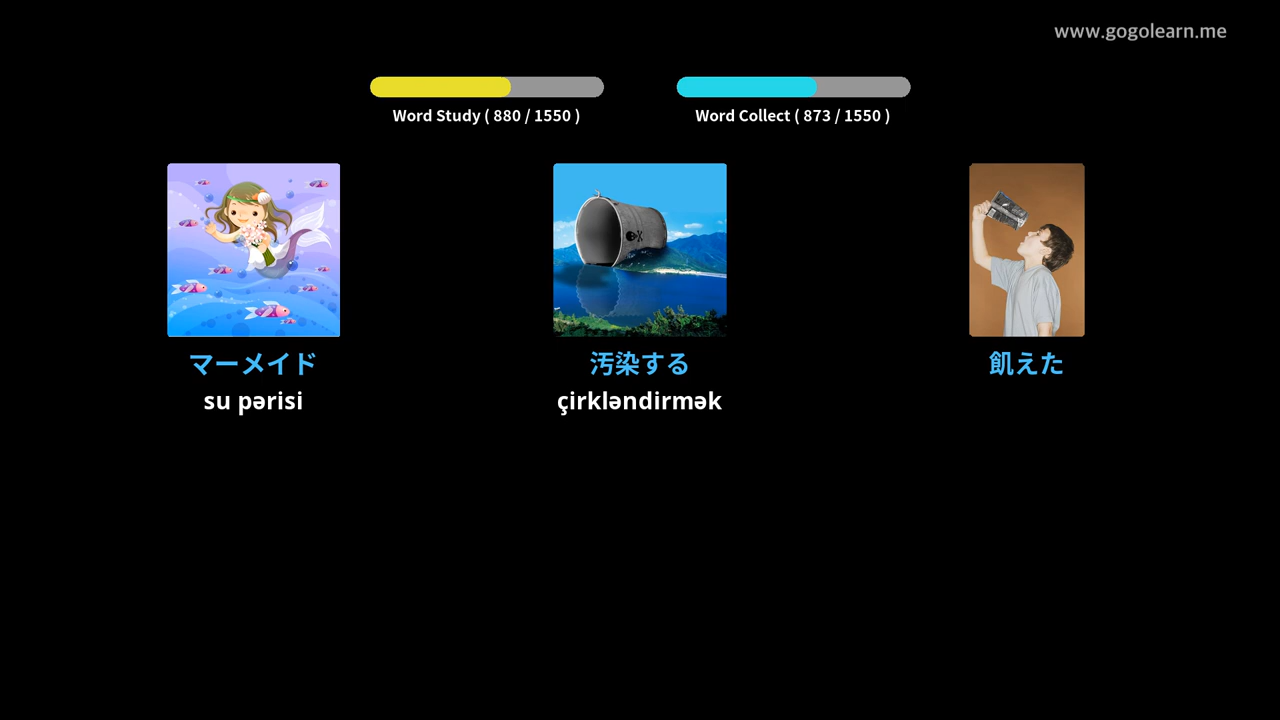 www.gogolearn.me
Word Study ( 880 / 1550 )
Word Collect ( 873 / 1550 )
マーメイド
su pərisi
汚染する
çirkləndirmək
飢えた